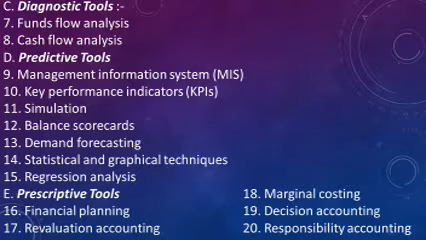 C. Diagnostic Tools :-
7. Funds flow analysis
8. Cash flow analysis
D. Predictive Tools
9. Management information system (MIS)
10. Key performance indicators (KPIs)
11. Simulation
12. Balance scorecards
13. Demand forecasting
14. Statistical and graphical techniques
15. Regression analysis
E. Prescriptive Tools
16. Financial planning
17. Revaluation accounting
18. Marginal costing
19. Decision accounting
20. Responsibility accounting